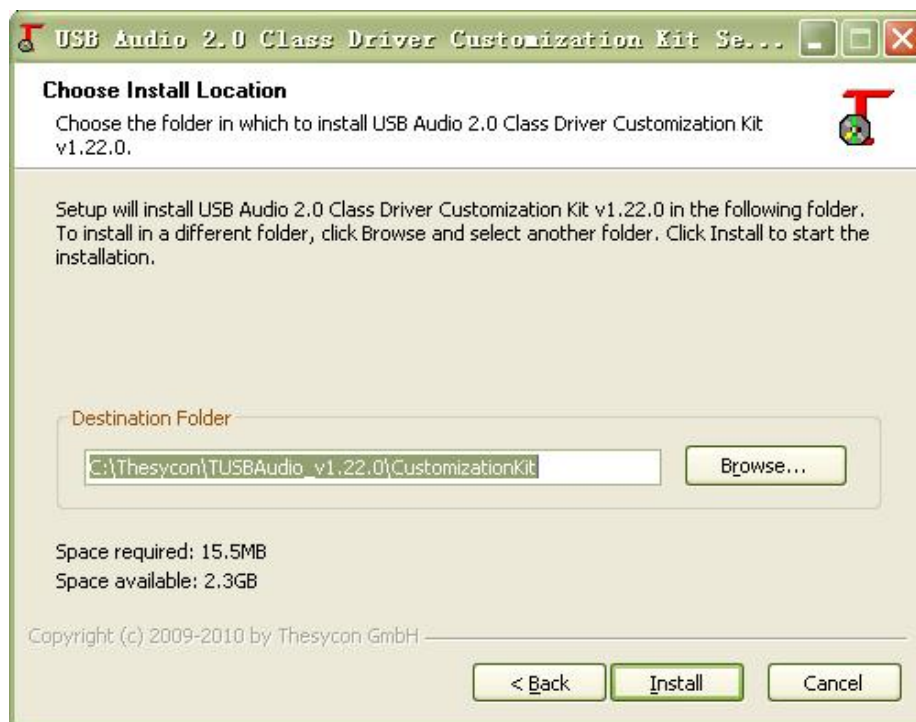 USB Audio 2.0 Class Driver Customization Kit Se...
Choose Install Location
Choose the folder in which to install USB Audio 2.0 Class Driver Customization Kit
v1.22.0.
Setup will install USB Audio 2.0 Class Driver Customization Kit v1.22.0 in the following folder.
To install in a different folder, click Browse and select another folder. Click Install to start the
installation.
Destination Folder
C:\Thesycon\TUSBAudio_v1.22.0\CustomizationKit
Browse...
Space required: 15.5MB
Space available: 2.3GB
Copyright (c) 2009-2010 by Thesycon GmbH
< Back
Install
Cancel